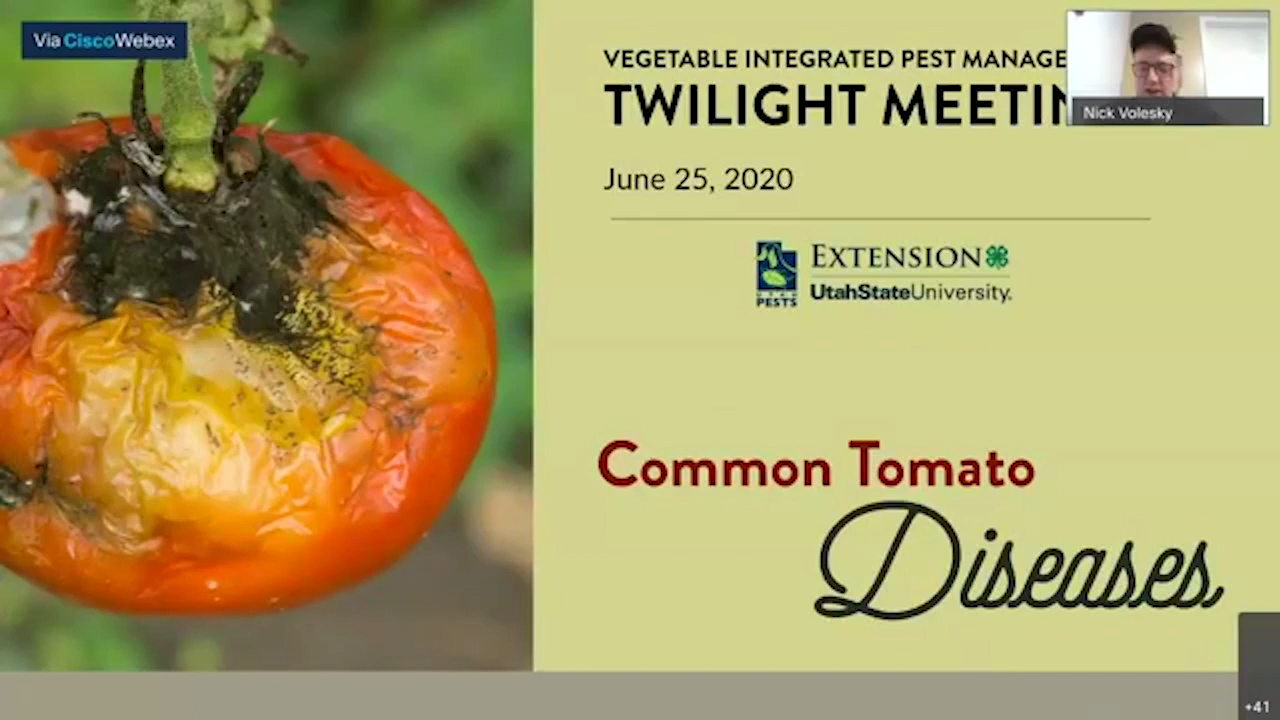 Via CiscoWebex
VEGETABLE INTEGRATED PEST MANAGE
TWILIGHT MEETIN
Nick Volesky
June 25, 2020
EXTENSION
UTAH
PESTS
UtahStateUniversity.
Common Tomato
Diseases
+41